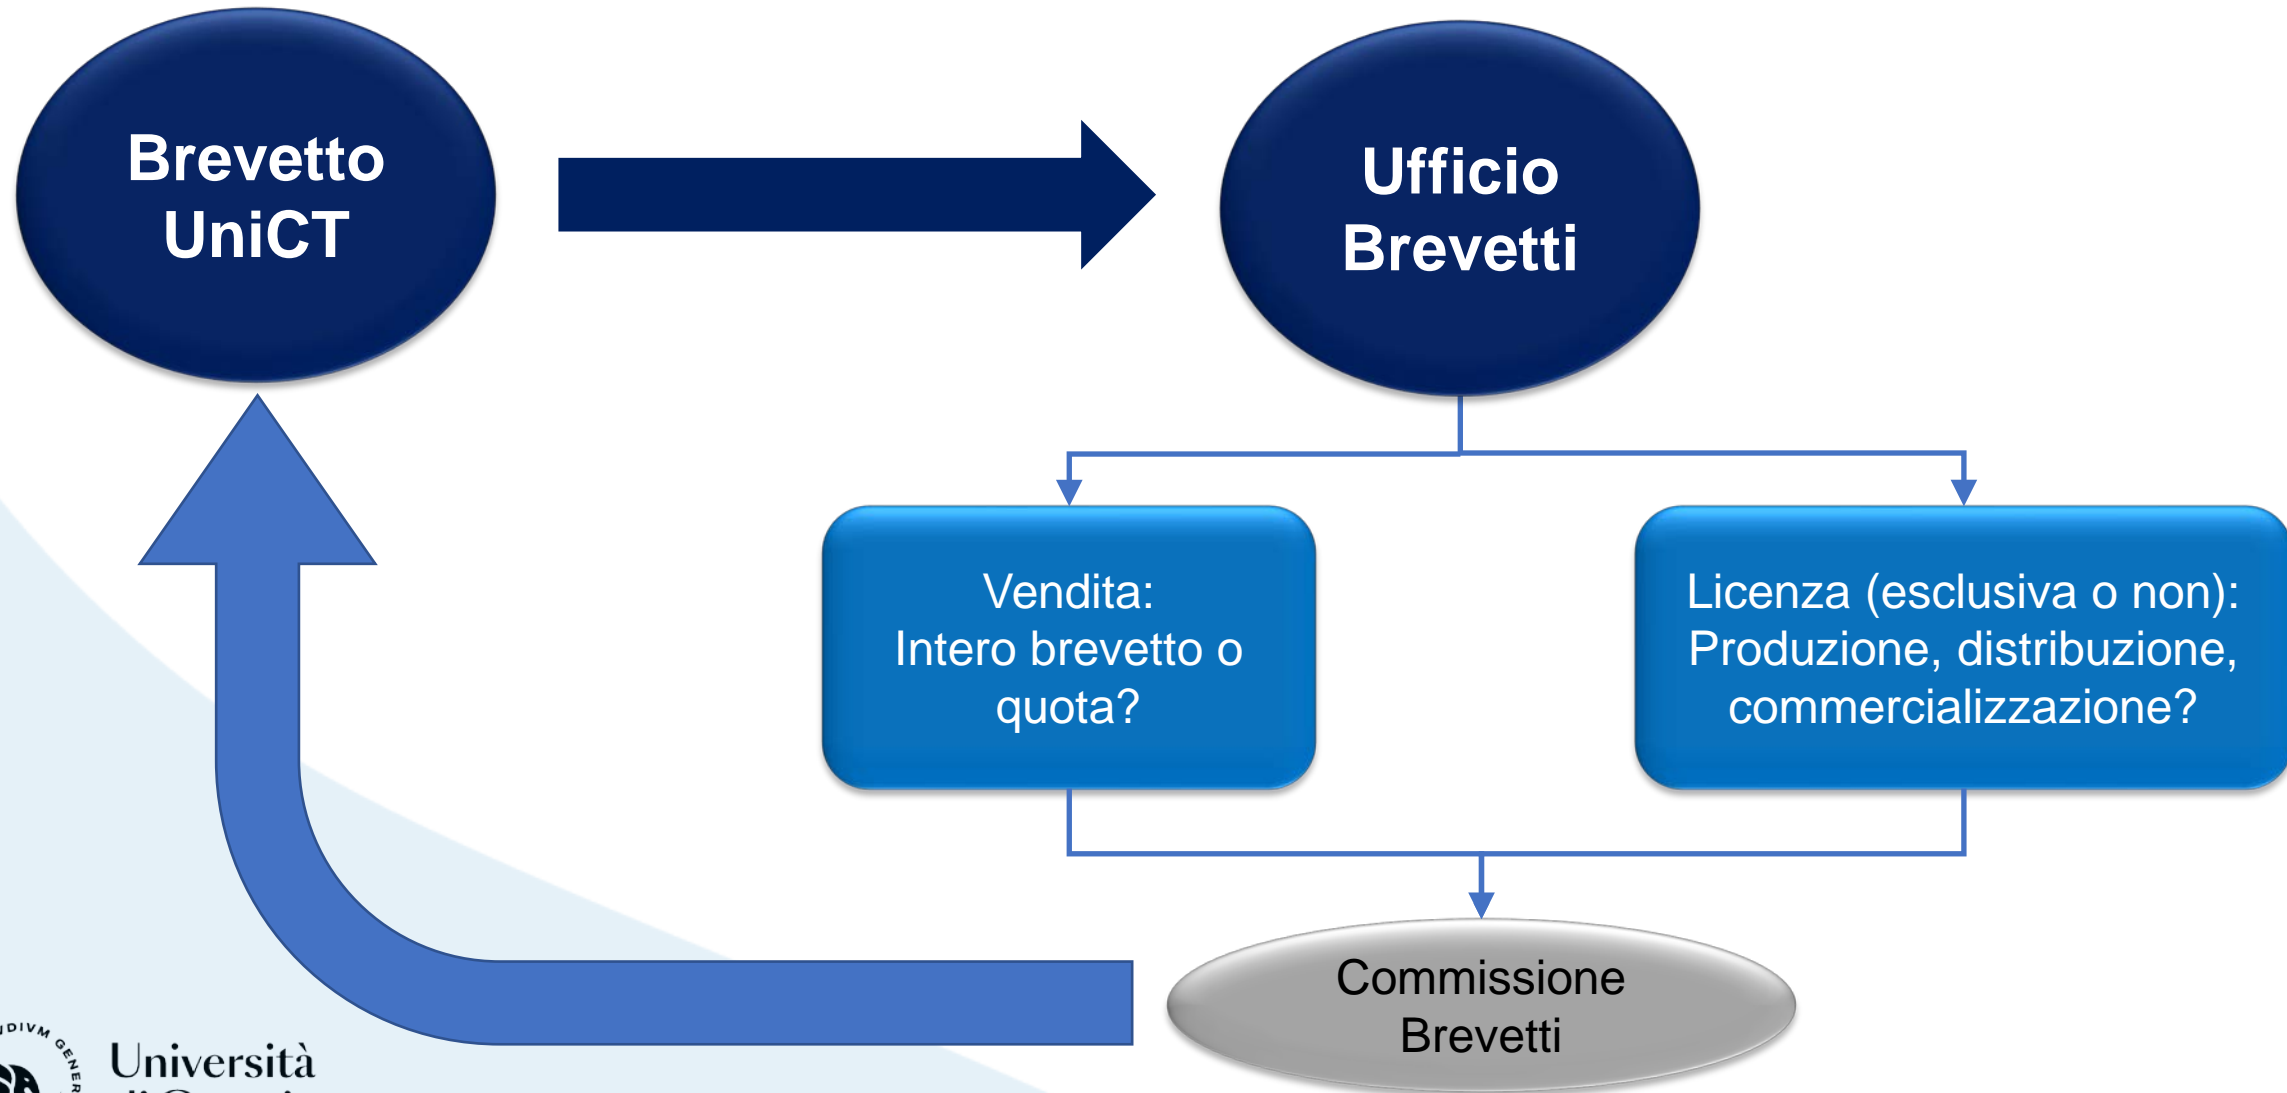 Brevetto
UniCT
Ufficio
Brevetti
Vendita:
Intero brevetto o
quota?
Licenza (esclusiva o non):
Produzione, distribuzione,
commercializzazione?
Commissione
Brevetti
Università